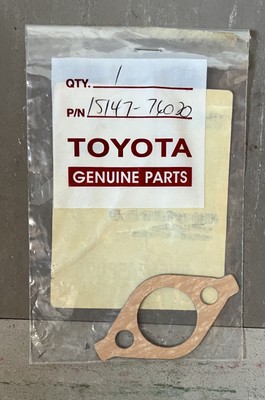 QTY. 1
P/N 15147-76020
TOYOTA
GENUINE PARTS